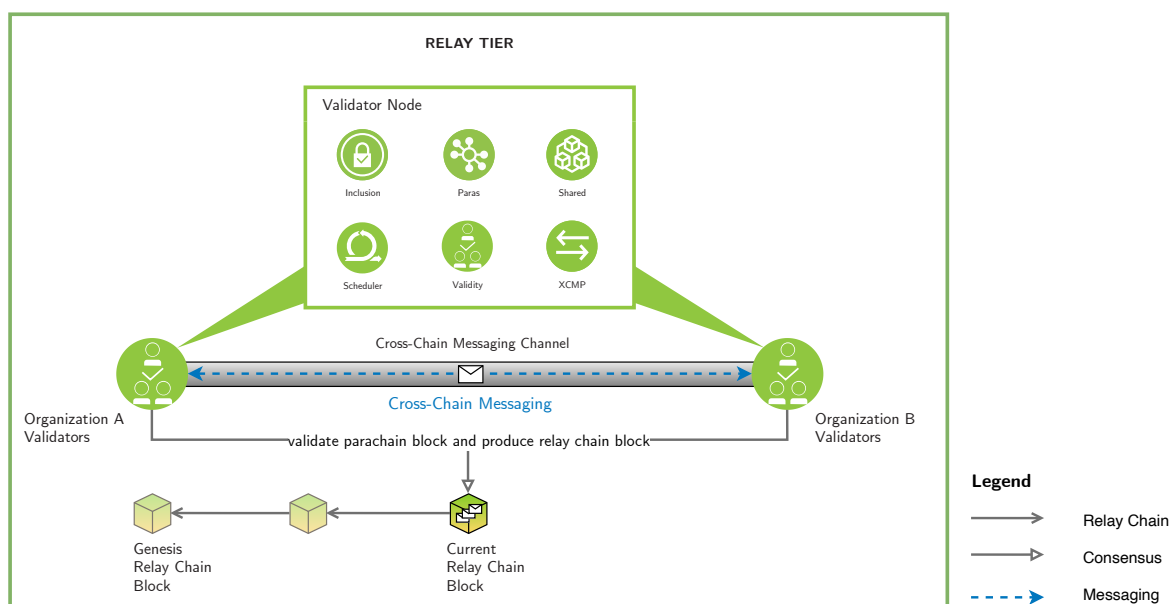 RELAY TIER
Validator Node
Inclusion
Paras
Shared
Scheduler
Validity
XCMP
Cross-Chain Messaging Channel
Cross-Chain Messaging
Organization A
Validators
Organization B
Validators
validate parachain block and produce relay chain block
Genesis
Relay Chain
Block
Current
Relay Chain
Block
Legend
Relay Chain
Consensus
Messaging